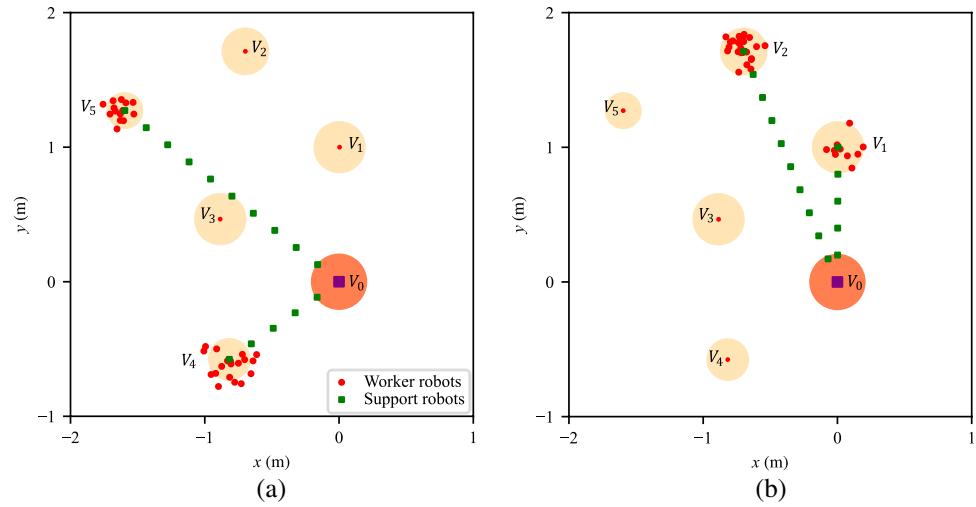 2
V₂
V₅
1
V₁
y (m)
V₃
0
V₀
V₄
Worker robots
Support robots
−1
−2
−1
0
1
x (m)
(a)
2
V₂
V₅
1
V₁
y (m)
V₃
0
V₀
V₄
−1
−2
−1
0
1
x (m)
(b)